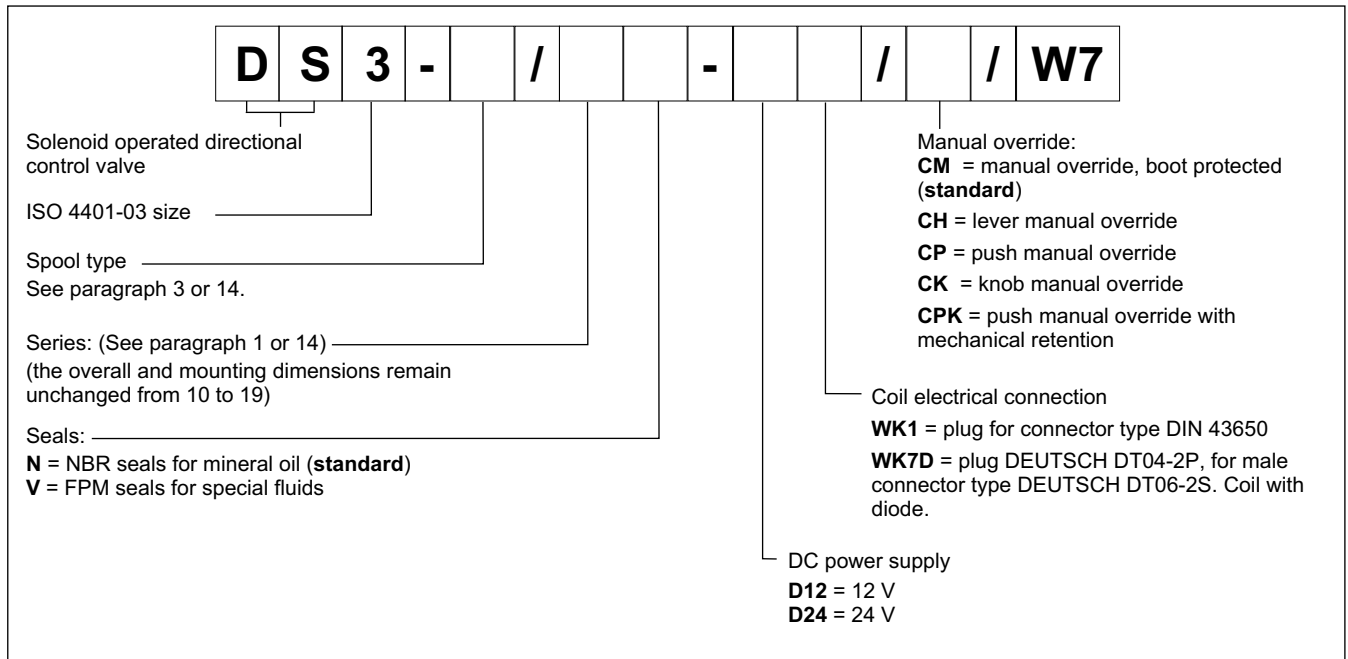 D S 3 - / - / / W7
Solenoid operated directional
control valve
ISO 4401-03 size
Spool type
See paragraph 3 or 14.
Series: (See paragraph 1 or 14)
(the overall and mounting dimensions remain
unchanged from 10 to 19)
Seals:
N = NBR seals for mineral oil (standard)
V = FPM seals for special fluids
Manual override:
CM = manual override, boot protected
(standard)
CH = lever manual override
CP = push manual override
CK = knob manual override
CPK = push manual override with
mechanical retention
Coil electrical connection
WK1 = plug for connector type DIN 43650
WK7D = plug DEUTSCH DT04-2P, for male
connector type DEUTSCH DT06-2S. Coil with
diode.
DC power supply
D12 = 12 V
D24 = 24 V